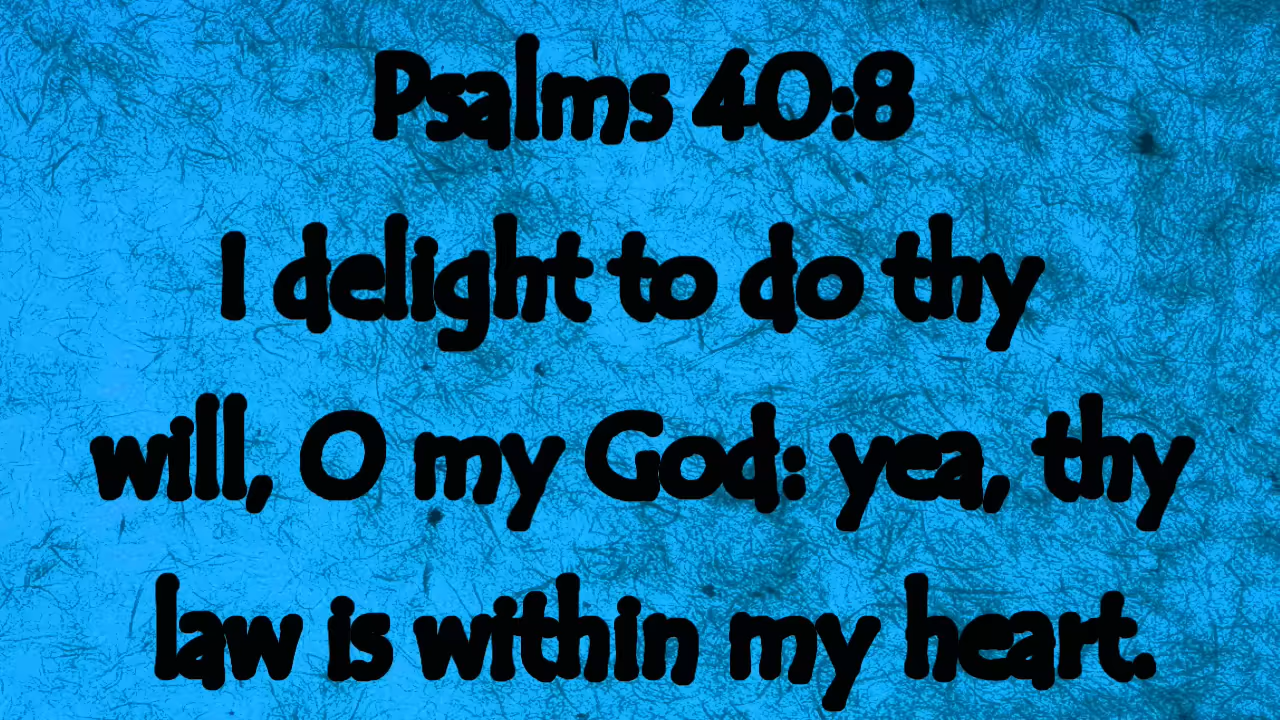 Psalms 40:8
I delight to do thy
will, O my God: yea, thy
law is within my heart.